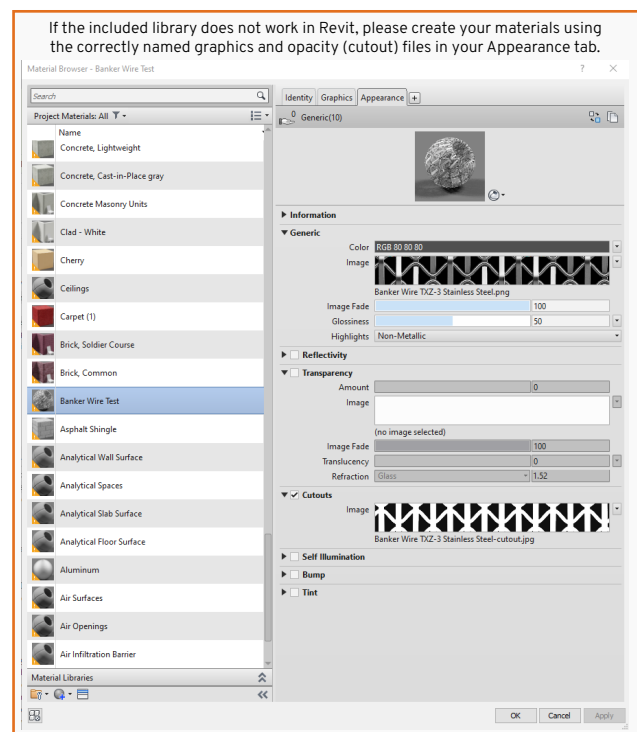 If the included library does not work in Revit, please create your materials using
the correctly named graphics and opacity (cutout) files in your Appearance tab.
Material Browser - Banker Wire Test
?
Search
Project Materials: All
Name
Concrete, Lightweight
Concrete, Cast-in-Place gray
Concrete Masonry Units
Clad - White
Cherry
Ceilings
Carpet (1)
Brick, Soldier Course
Brick, Common
Banker Wire Test
Asphalt Shingle
Analytical Wall Surface
Analytical Spaces
Analytical Slab Surface
Analytical Floor Surface
Aluminum
Air Surfaces
Air Openings
Air Infiltration Barrier
Material Libraries
Identity Graphics Appearance +
0 Generic(10)
Information
Generic
Color RGB 80 80 80
Image
Banker Wire TXZ-3 Stainless Steel.png
Image Fade 100
Glossiness 50
Highlights Non-Metallic
Reflectivity
Transparency
Amount 0
Image
(no image selected)
Image Fade 100
Translucency 0
Refraction Glass 1.52
Cutouts
Image
Banker Wire TXZ-3 Stainless Steel-cutout.jpg
Self Illumination
Bump
Tint
OK Cancel Apply